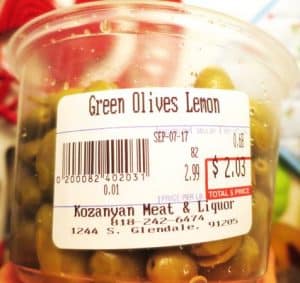 Green Olives Lemon
SEP-07-17 0.68
82
2.99 $ 2.03
TOTAL $ PRICE
0 200082 402031
0.01
Kozanyan Meat & Liquor
818-242-6474
1244 S. Glendale. 91205